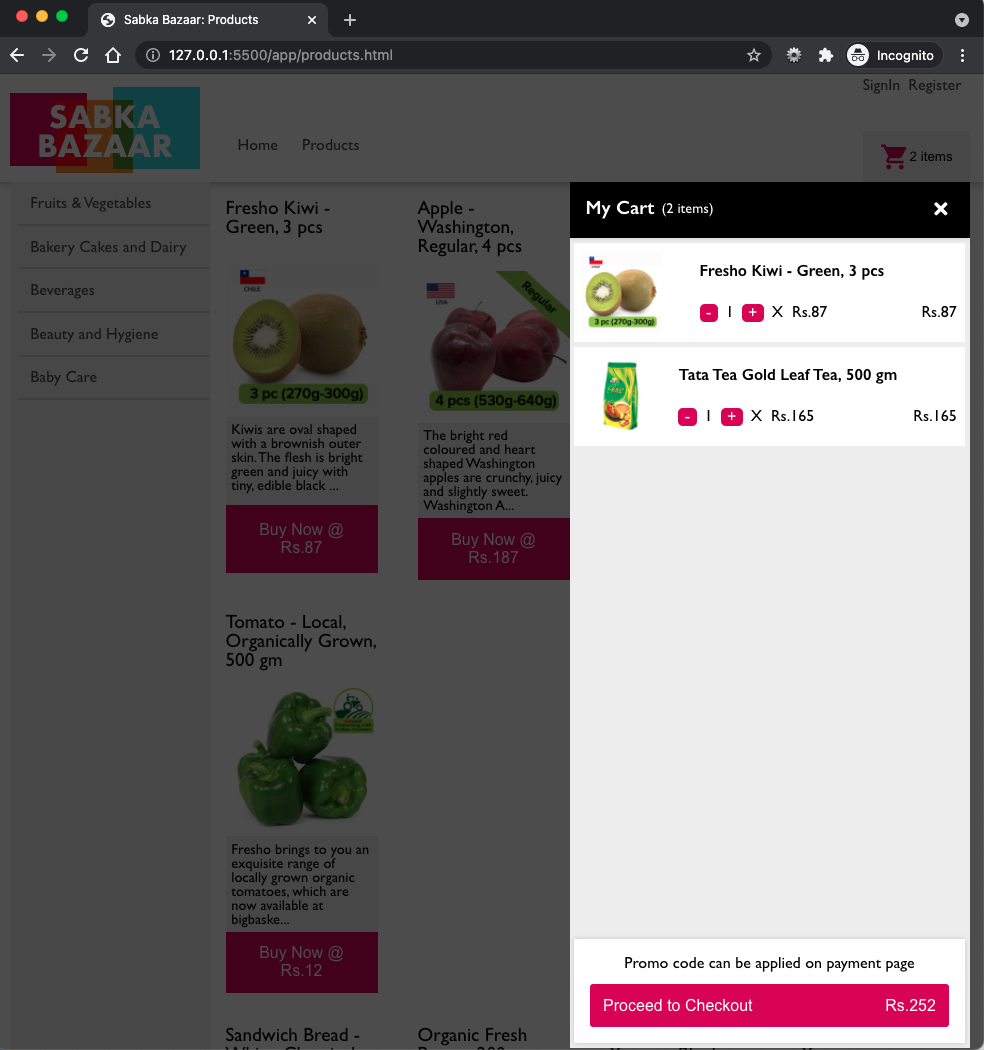 Sabka Bazaar: Products
127.0.0.1:5500/app/products.html
Incognito
SignIn Register
SABKA
BAZAAR
Home Products
2 items
Fruits & Vegetables
Bakery Cakes and Dairy
Beverages
Beauty and Hygiene
Baby Care
Fresho Kiwi -
Green, 3 pcs
CHILE
3 pc (270g-300g)
Kiwis are oval shaped
with a brownish outer
skin. The flesh is bright
green and juicy with
tiny, edible black ...
Buy Now @
Rs.87
Apple -
Washington,
Regular, 4 pcs
USA
Regular
4 pcs (530g-640g)
The bright red
coloured and heart
shaped Washington
apples are crunchy, juicy
and slightly sweet.
Washington A...
Buy Now @
Rs.187
Tomato - Local,
Organically Grown,
500 gm
Fresho brings to you an
exquisite range of
locally grown organic
tomatoes, which are
now available at
bigbaske...
Buy Now @
Rs.12
Sandwich Bread -
Organic Fresh
My Cart (2 items)
Fresho Kiwi - Green, 3 pcs
3 pc (270g-300g)
- 1 + X Rs.87 Rs.87
Tata Tea Gold Leaf Tea, 500 gm
- 1 + X Rs.165 Rs.165
Promo code can be applied on payment page
Proceed to Checkout Rs.252